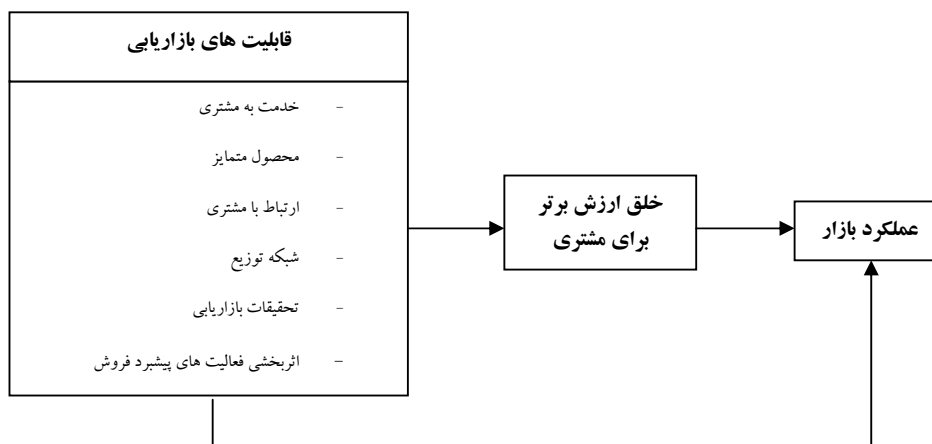 قابلیت های بازاریابی
- خدمت به مشتری
- محصول متمایز
- ارتباط با مشتری
- شبکه توزیع
- تحقیقات بازاریابی
- اثربخشی فعالیت های پیشبرد فروش
خلق ارزش برتر
برای مشتری
عملکرد بازار